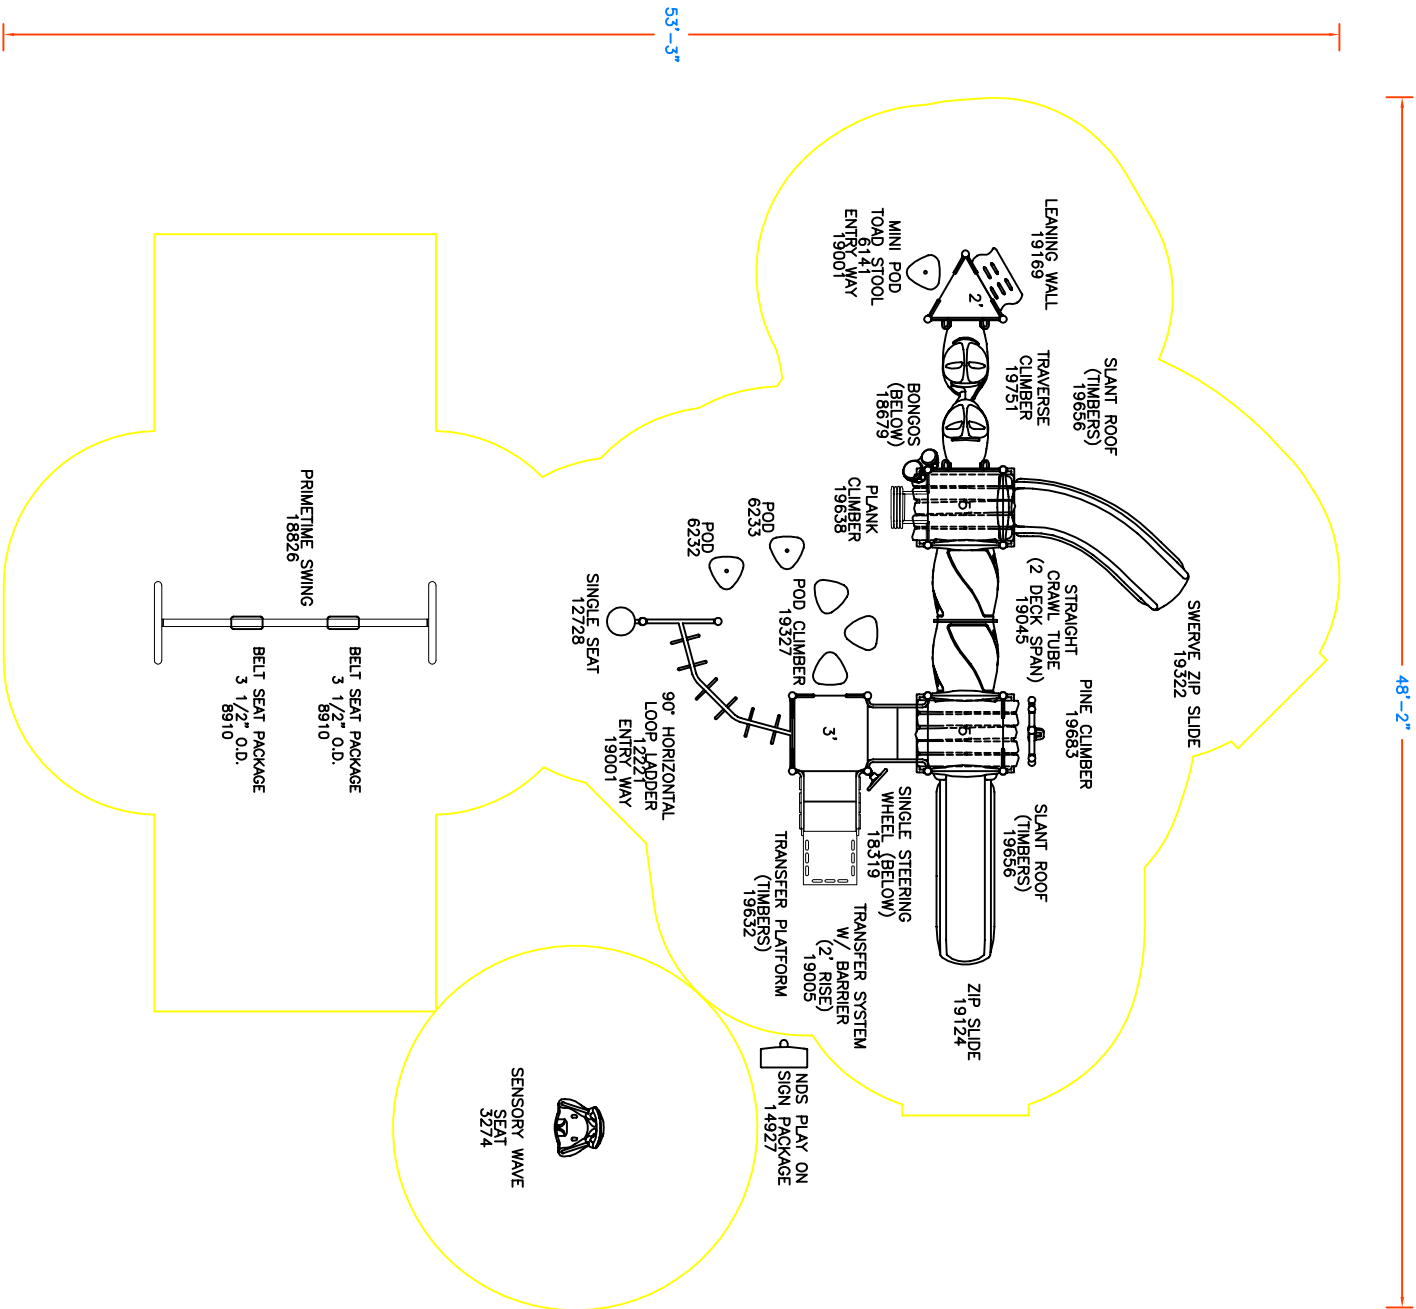 48'-2"
SWERVE ZIP SLIDE
19322
SLANT ROOF
(TIMBERS)
19656
LEANING WALL
19169
TRAVERSE
CLIMBER
19751
STRAIGHT
CRAWL TUBE
(2 DECK SPAN)
19045
PINE CLIMBER
19683
SLANT ROOF
(TIMBERS)
19656
ZIP SLIDE
19124
2'
5'
5'
BONGOS
(BELOW)
18679
MINI POD
TOAD STOOL
6141
ENTRY WAY
19001
PLANK
CLIMBER
19638
SINGLE STEERING
WHEEL (BELOW)
18319
3'
TRANSFER SYSTEM
W/ BARRIER
(2' RISE)
19005
POD CLIMBER
19327
POD
6233
POD
6232
TRANSFER PLATFORM
(TIMBERS)
19632
NDS PLAY ON
SIGN PACKAGE
14927
90° HORIZONTAL
LOOP LADDER
12221
ENTRY WAY
19001
53'-3"
SINGLE SEAT
12728
SENSORY WAVE
SEAT
3274
PRIMETIME SWING
18826
BELT SEAT PACKAGE
3 1/2" O.D.
8910
BELT SEAT PACKAGE
3 1/2" O.D.
8910